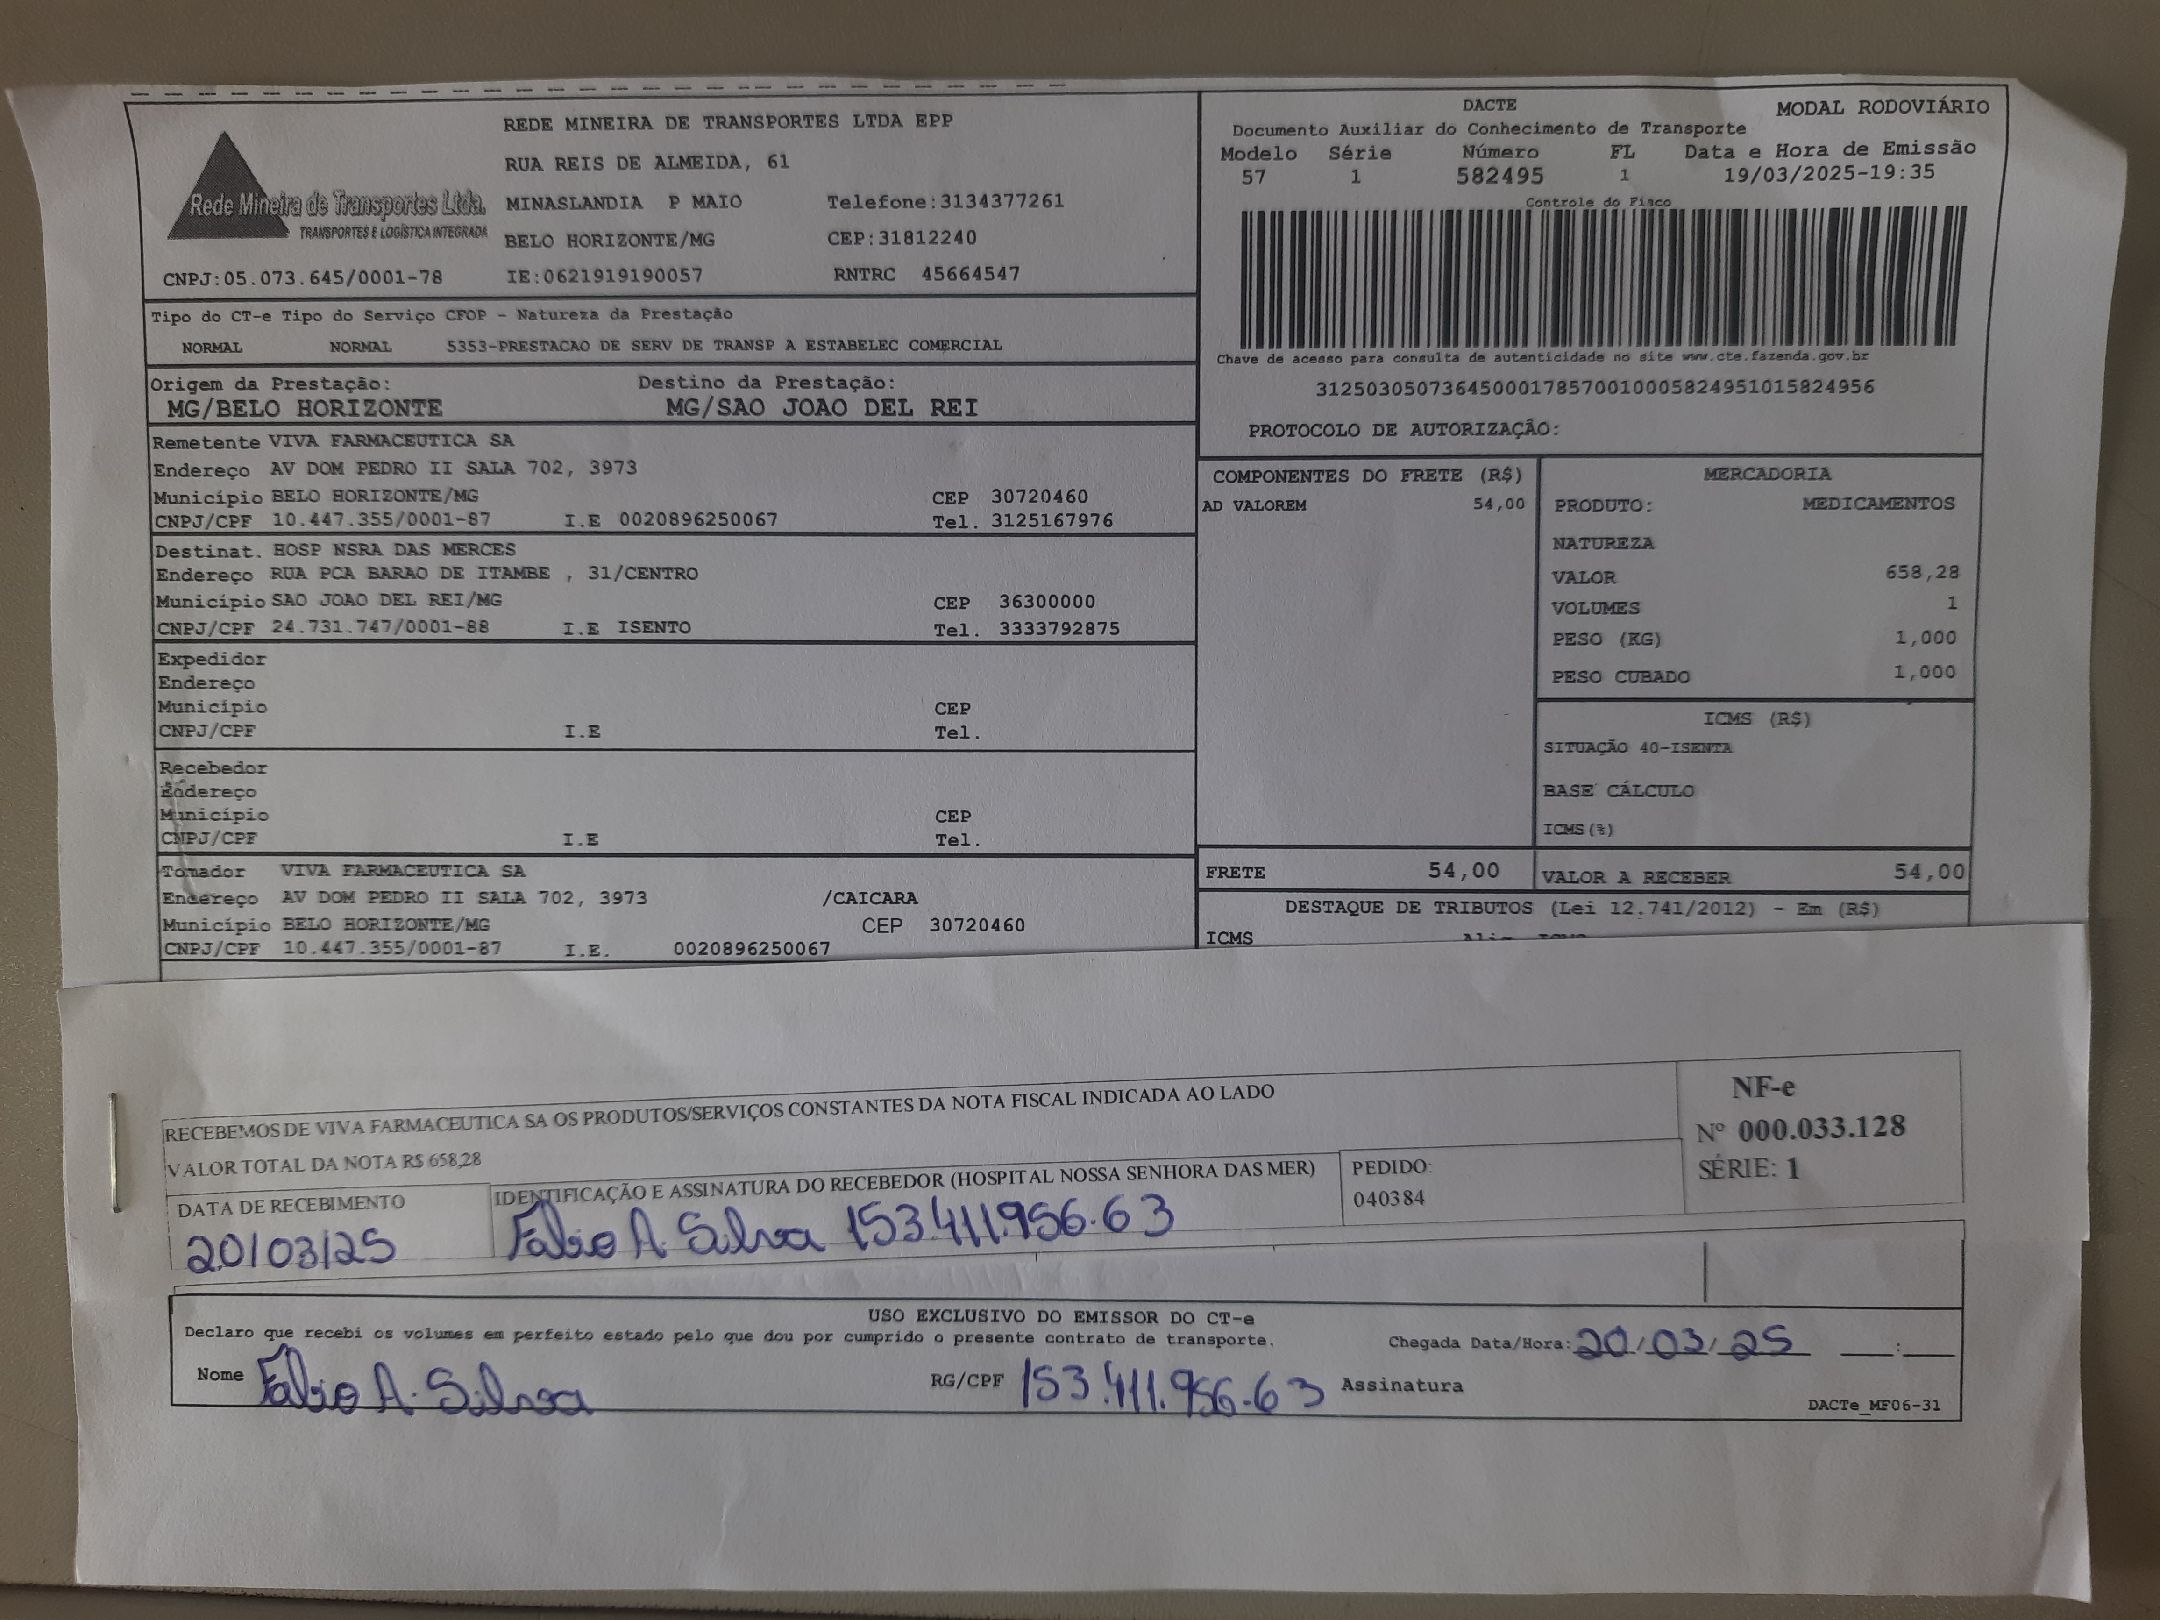 REDE MINEIRA DE TRANSPORTES LTDA EPP
RUA REIS DE ALMEIDA, 61
Rede Mineira de Transportes Ltda.
TRANSPORTES E LOGÍSTICA INTEGRADA
MINASLANDIA P MAIO Telefone:3134377261
BELO HORIZONTE/MG CEP:31812240
CNPJ:05.073.645/0001-78 IE:0621919190057 RNTRC 45664547
DACTE MODAL RODOVIÁRIO
Documento Auxiliar do Conhecimento de Transporte
Modelo Série Número FL Data e Hora de Emissão
57 1 582495 1 19/03/2025-19:35
Controle do Fisco
Chave de acesso para consulta de autenticidade no site www.cte.fazenda.gov.br
31250305073645000178570010005824951015824956
PROTOCOLO DE AUTORIZAÇÃO:
Tipo do CT-e Tipo do Serviço CFOP - Natureza da Prestação
NORMAL NORMAL 5353-PRESTACAO DE SERV DE TRANSP A ESTABELEC COMERCIAL
Origem da Prestação: Destino da Prestação:
MG/BELO HORIZONTE MG/SAO JOAO DEL REI
Remetente VIVA FARMACEUTICA SA
Endereço AV DOM PEDRO II SALA 702, 3973
Município BELO HORIZONTE/MG CEP 30720460
CNPJ/CPF 10.447.355/0001-87 I.E 0020896250067 Tel. 3125167976
Destinat. HOSP NSRA DAS MERCES
Endereço RUA PCA BARAO DE ITAMBE , 31/CENTRO
Município SAO JOAO DEL REI/MG CEP 36300000
CNPJ/CPF 24.731.747/0001-88 I.E ISENTO Tel. 3333792875
Expedidor
Endereço
Município CEP
CNPJ/CPF I.E Tel.
Recebedor
Endereço
Município CEP
CNPJ/CPF I.E Tel.
Tomador VIVA FARMACEUTICA SA
Endereço AV DOM PEDRO II SALA 702, 3973 /CAICARA
Município BELO HORIZONTE/MG CEP 30720460
CNPJ/CPF 10.447.355/0001-87 I.E. 0020896250067
COMPONENTES DO FRETE (R$)
AD VALOREM 54,00
MERCADORIA
PRODUTO: MEDICAMENTOS
NATUREZA
VALOR 658,28
VOLUMES 1
PESO (KG) 1,000
PESO CUBADO 1,000
ICMS (R$)
SITUAÇÃO 40-ISENTA
BASE CÁLCULO
ICMS(%)
FRETE 54,00 VALOR A RECEBER 54,00
DESTAQUE DE TRIBUTOS (Lei 12.741/2012) - Em (R$)
ICMS
RECEBEMOS DE VIVA FARMACEUTICA SA OS PRODUTOS/SERVIÇOS CONSTANTES DA NOTA FISCAL INDICADA AO LADO
VALOR TOTAL DA NOTA R$ 658,28
DATA DE RECEBIMENTO IDENTIFICAÇÃO E ASSINATURA DO RECEBEDOR (HOSPITAL NOSSA SENHORA DAS MER)
20/03/25 Fabio A. Silva 153.411.956.63
PEDIDO:
040384
NF-e
Nº 000.033.128
SÉRIE: 1
USO EXCLUSIVO DO EMISSOR DO CT-e
Declaro que recebi os volumes em perfeito estado pelo que dou por cumprido o presente contrato de transporte. Chegada Data/Hora: 20/03/25 :
Nome Fabio A. Silva RG/CPF 153.411.956-63 Assinatura
DACTe_MF06-31